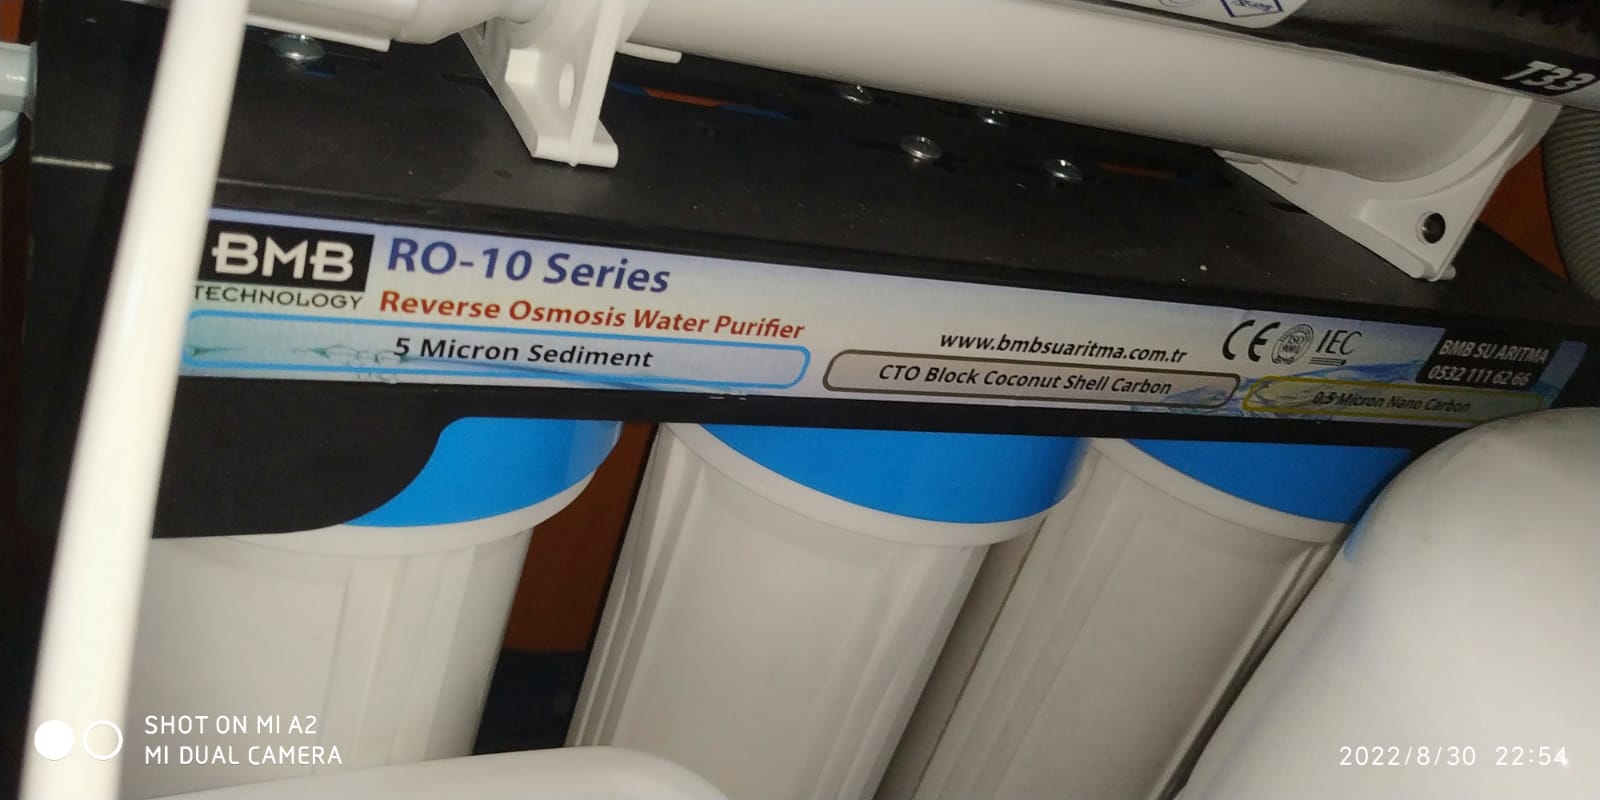 T33
BMB
TECHNOLOGY
RO-10 Series
Reverse Osmosis Water Purifier
5 Micron Sediment
www.bmbsuaritma.com.tr
CTO Block Coconut Shell Carbon
CE ISO 9001 IEC
BMB SU ARITMA
0532 111 62 66
0,5 Micron Nano Carbon
SHOT ON MI A2
MI DUAL CAMERA
2022/8/30 22:54